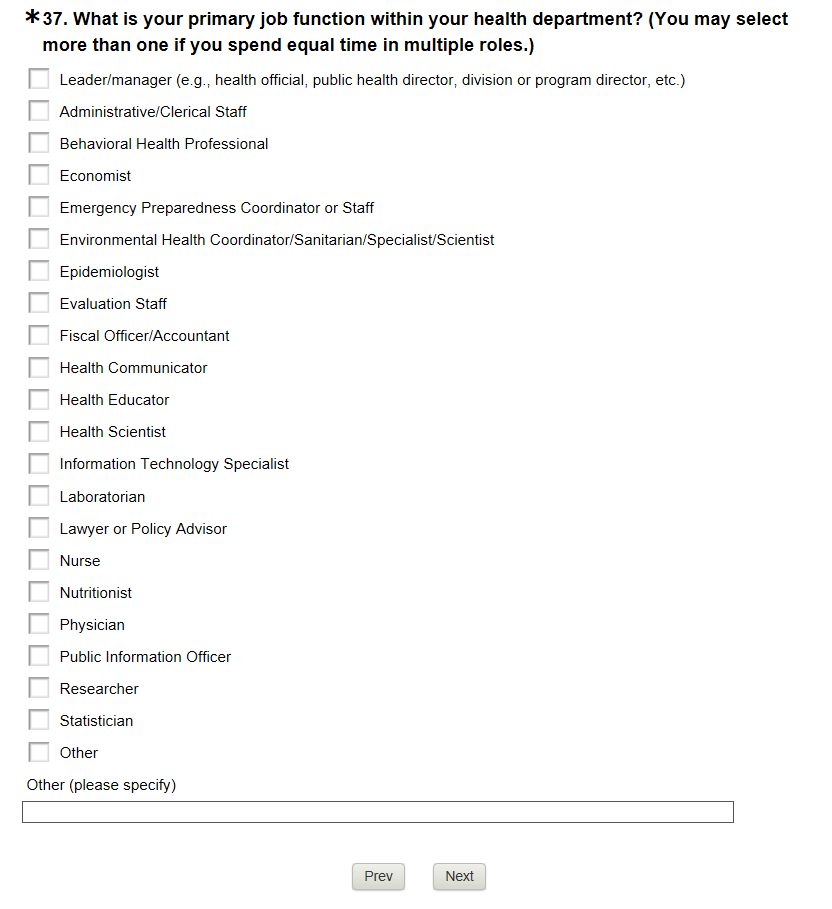 *37. What is your primary job function within your health department? (You may select
more than one if you spend equal time in multiple roles.)
Leader/manager (e.g., health official, public health director, division or program director, etc.)
Administrative/Clerical Staff
Behavioral Health Professional
Economist
Emergency Preparedness Coordinator or Staff
Environmental Health Coordinator/Sanitarian/Specialist/Scientist
Epidemiologist
Evaluation Staff
Fiscal Officer/Accountant
Health Communicator
Health Educator
Health Scientist
Information Technology Specialist
Laboratorian
Lawyer or Policy Advisor
Nurse
Nutritionist
Physician
Public Information Officer
Researcher
Statistician
Other
Other (please specify)
Prev Next